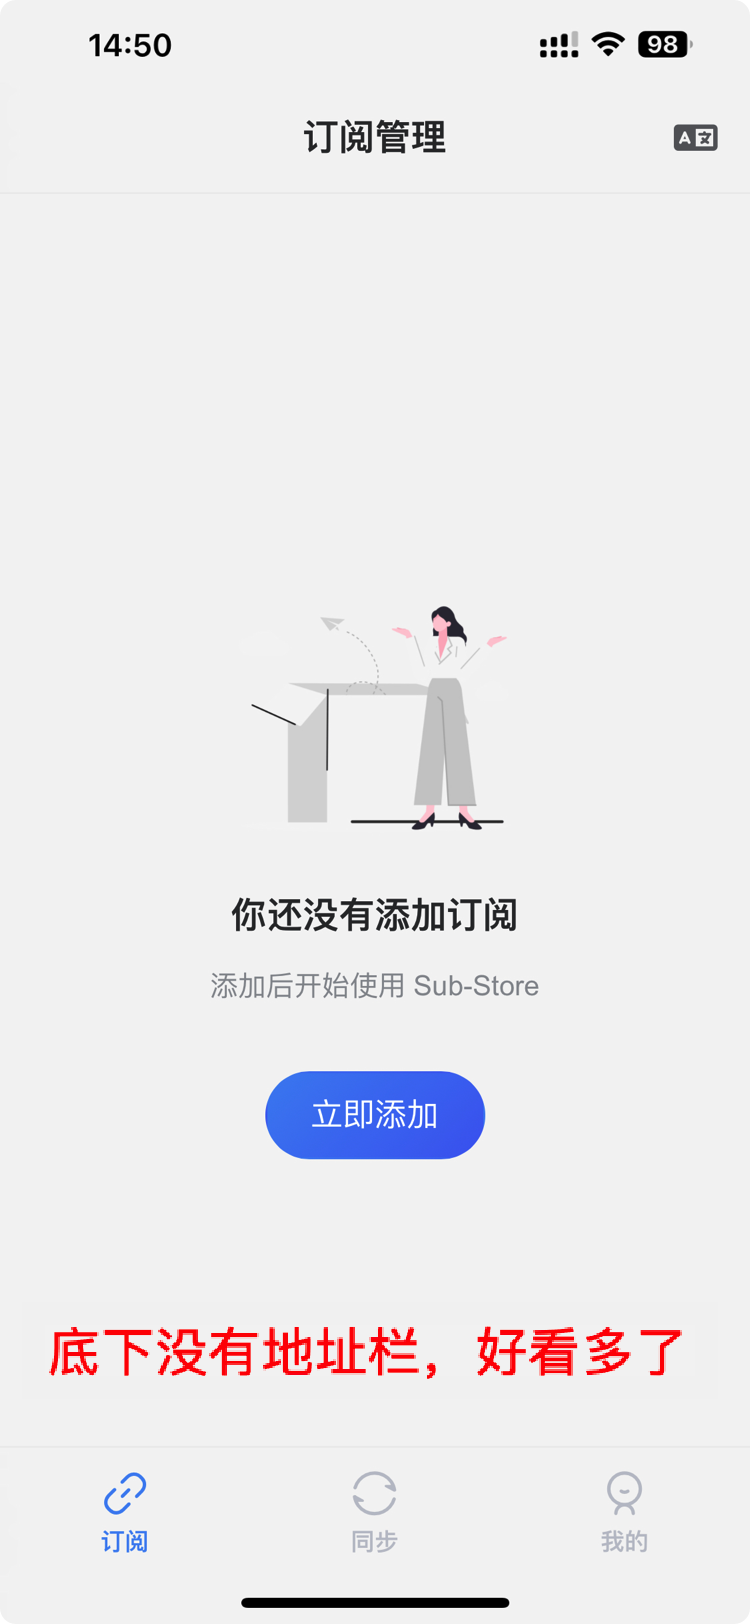 14:50
98
订阅管理
A 文
你还没有添加订阅
添加后开始使用 Sub-Store
立即添加
底下没有地址栏，好看多了
订阅
同步
我的